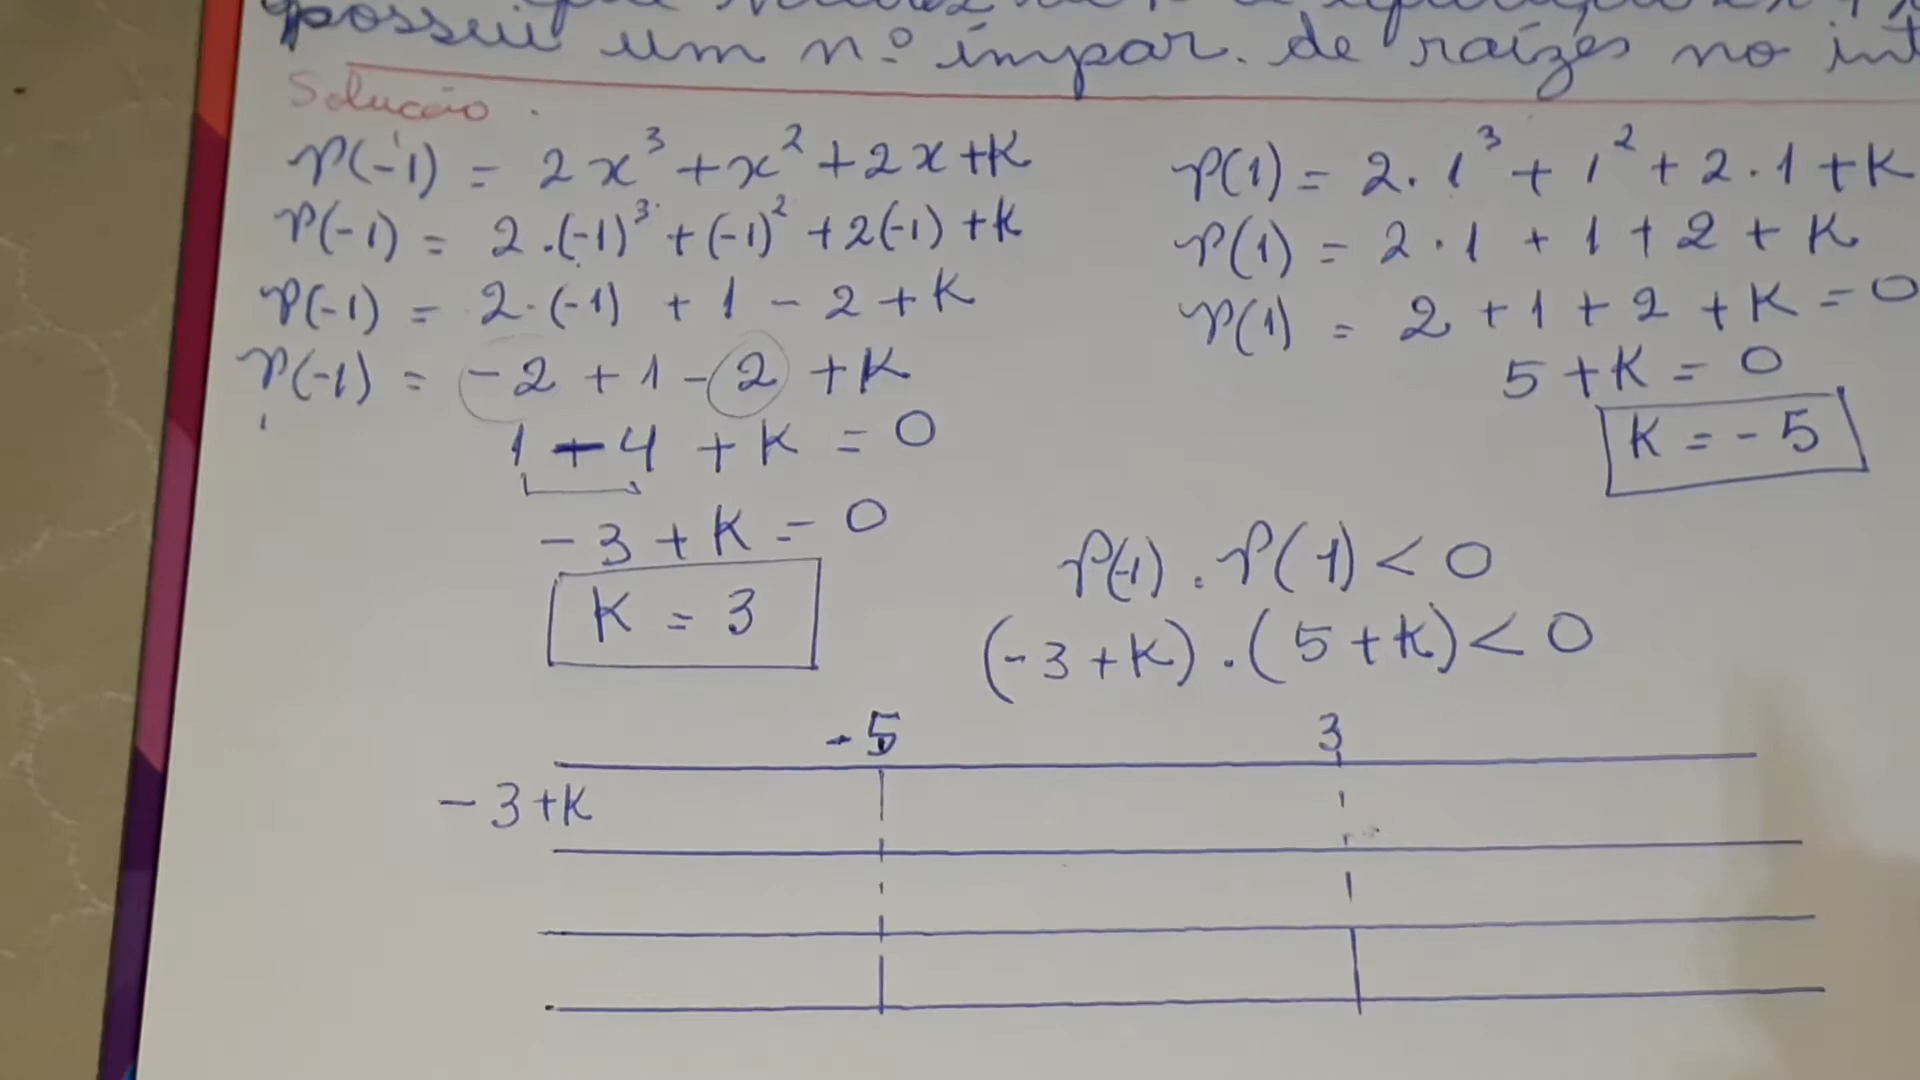 possui um n.º ímpar. de raízes no int
Solução.
P(-1) = 2x³ + x² + 2x + K
P(-1) = 2.(-1)³ + (-1)² + 2(-1) + K
P(-1) = 2.(-1) + 1 - 2 + K
P(-1) = -2 + 1 - 2 + K
1 - 4 + K = 0
-3 + K = 0
K = 3
P(1) = 2.1³ + 1² + 2.1 + K
P(1) = 2.1 + 1 + 2 + K
P(1) = 2 + 1 + 2 + K = 0
5 + K = 0
K = -5
P(-1) . P(1) < 0
(-3 + K) . (5 + K) < 0
-5 3
-3 + K